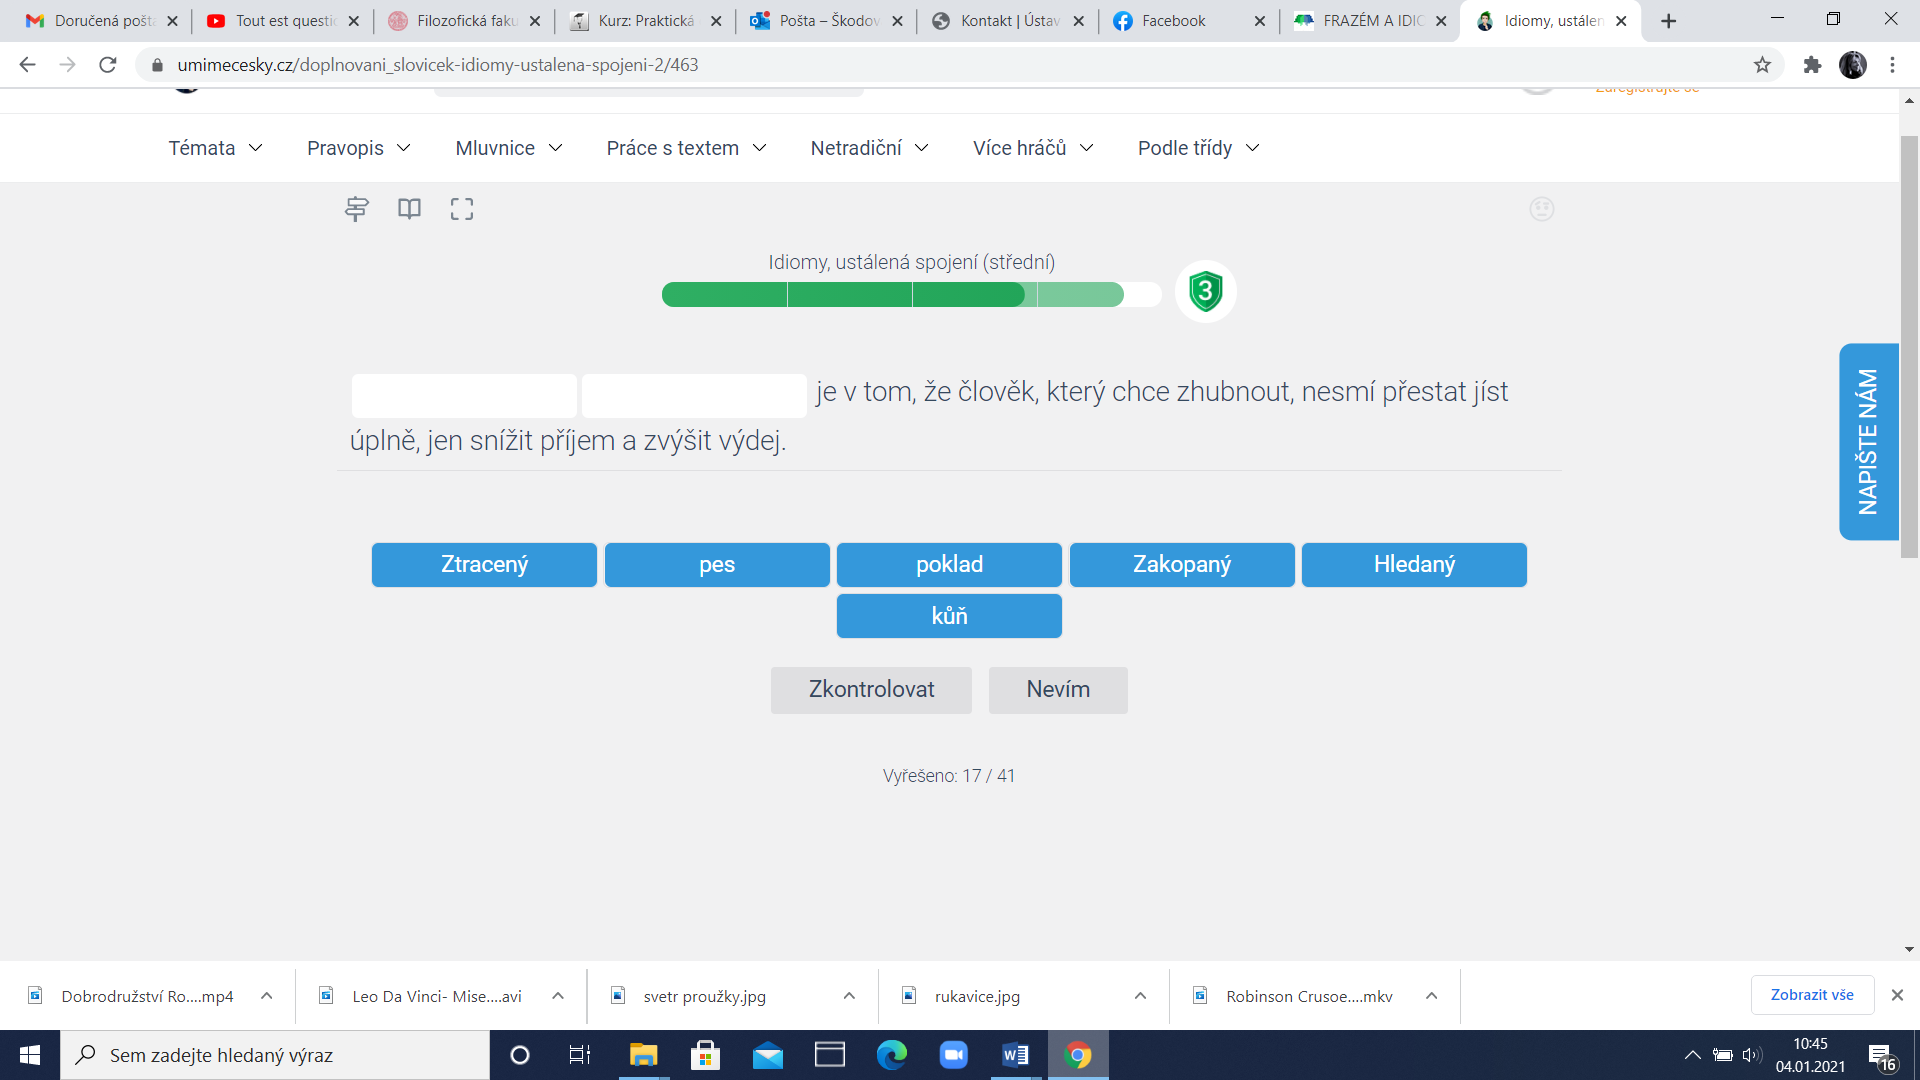 Doručená pošta
Tout est questio
Filozofická faku
Kurz: Praktická
Pošta – Škodov
Kontakt | Ústav
Facebook
FRAZÉM A IDIO
Idiomy, ustálen
umimecesky.cz/doplnovani_slovicek-idiomy-ustalena-spojeni-2/463
Zaregistrujte se
Témata
Pravopis
Mluvnice
Práce s textem
Netradiční
Více hráčů
Podle třídy
Idiomy, ustálená spojení (střední)
3
je v tom, že člověk, který chce zhubnout, nesmí přestat jíst
úplně, jen snížit příjem a zvýšit výdej.
NAPIŠTE NÁM
Ztracený
pes
poklad
Zakopaný
Hledaný
kůň
Zkontrolovat
Nevím
Vyřešeno: 17 / 41
Dobrodružství Ro....mp4
Leo Da Vinci- Mise....avi
svetr proužky.jpg
rukavice.jpg
Robinson Crusoe....mkv
Zobrazit vše
Sem zadejte hledaný výraz
10:45
04.01.2021
16